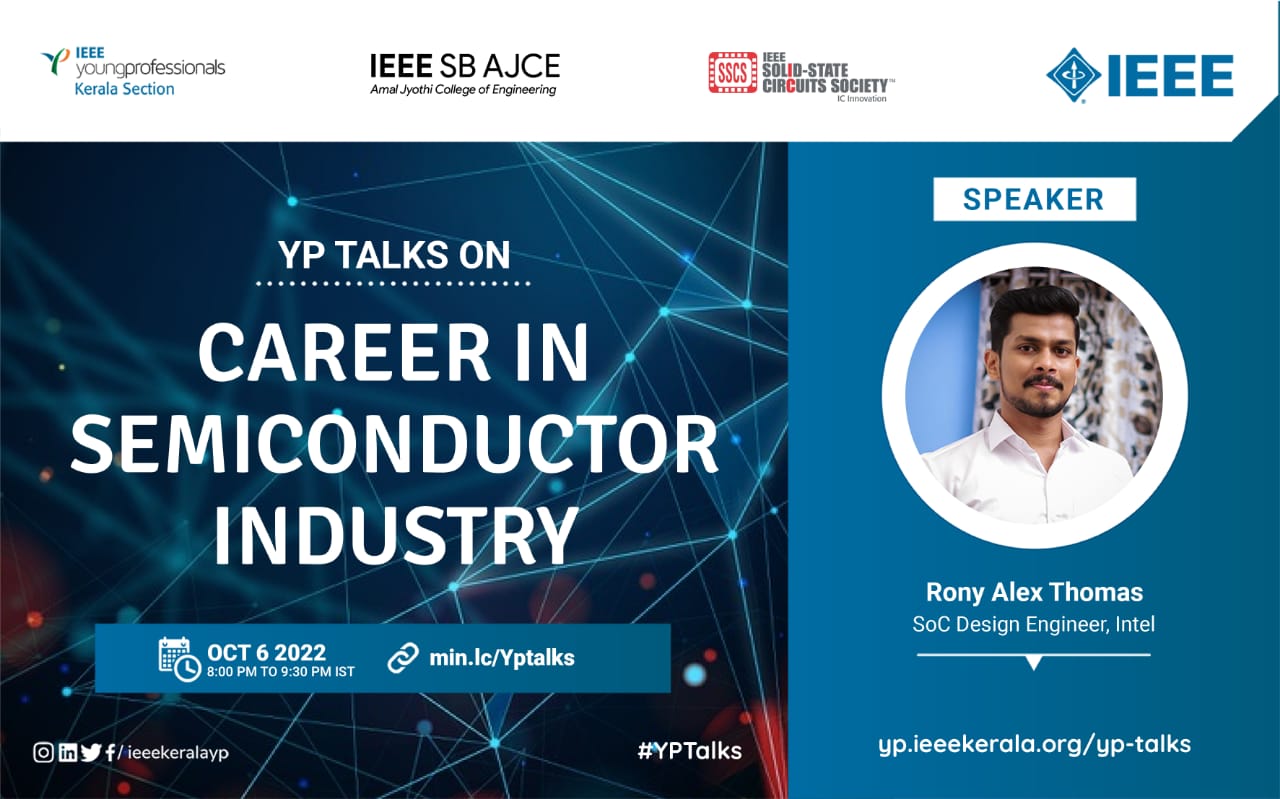 IEEE
youngprofessionals
Kerala Section
IEEE SB AJCE
Amal Jyothi College of Engineering
SSCS
IEEE
SOLID-STATE
CIRCUITS SOCIETY™
IC Innovation
IEEE
YP TALKS ON
CAREER IN
SEMICONDUCTOR
INDUSTRY
OCT 6 2022
8:00 PM TO 9:30 PM IST
min.lc/Yptalks
/ieeekeralayp
#YPTalks
SPEAKER
Rony Alex Thomas
SoC Design Engineer, Intel
yp.ieeekerala.org/yp-talks